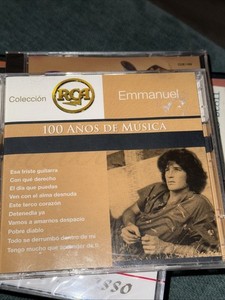 Colección
RCA
Emmanuel
100 AÑOS DE MÚSICA
Esa triste guitarra
Con qué derecho
El día que puedas
Ven con el alma desnuda
Este terco corazón
Detenedla ya
Vamos a amarnos despacio
Pobre diablo
Todo se derrumbó dentro de mí
Tengo mucho que aprender de ti
SSO